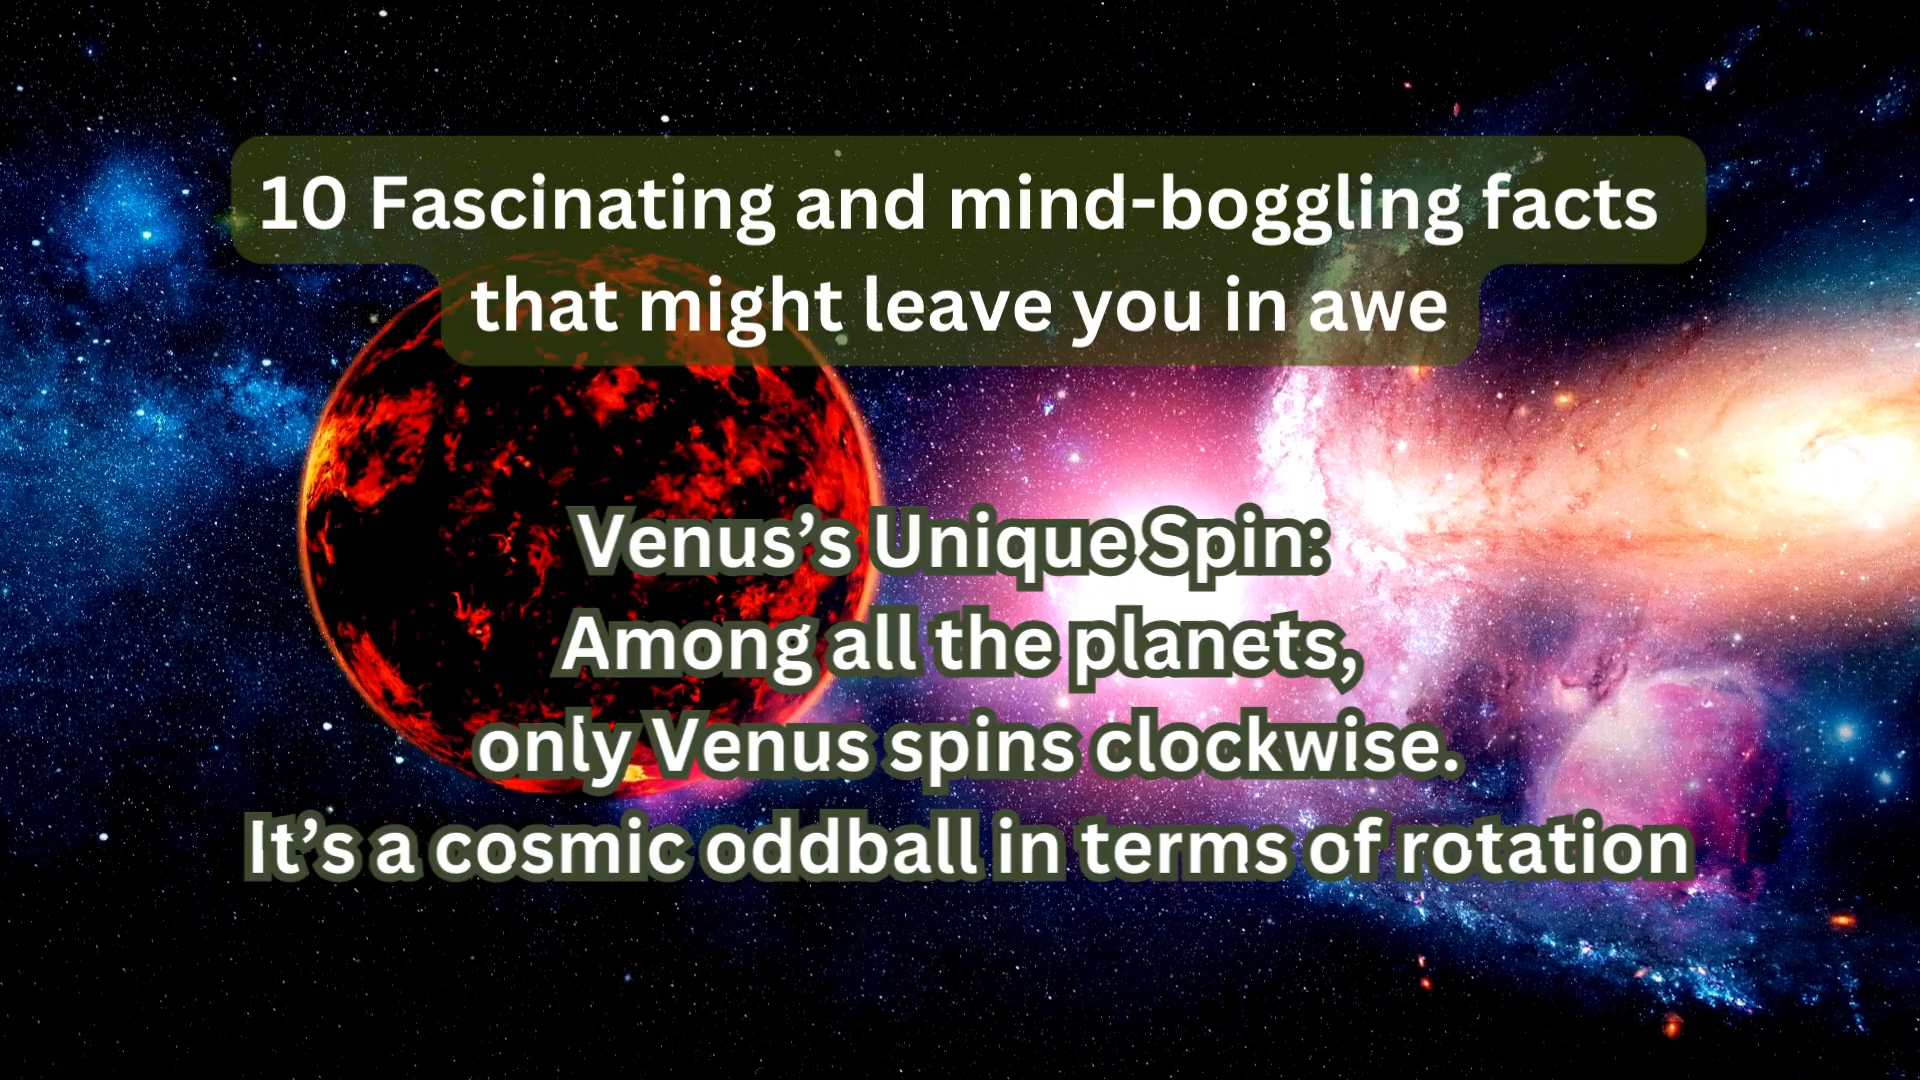 10 Fascinating and mind-boggling facts
that might leave you in awe
Venus’s Unique Spin:
Among all the planets,
only Venus spins clockwise.
It’s a cosmic oddball in terms of rotation